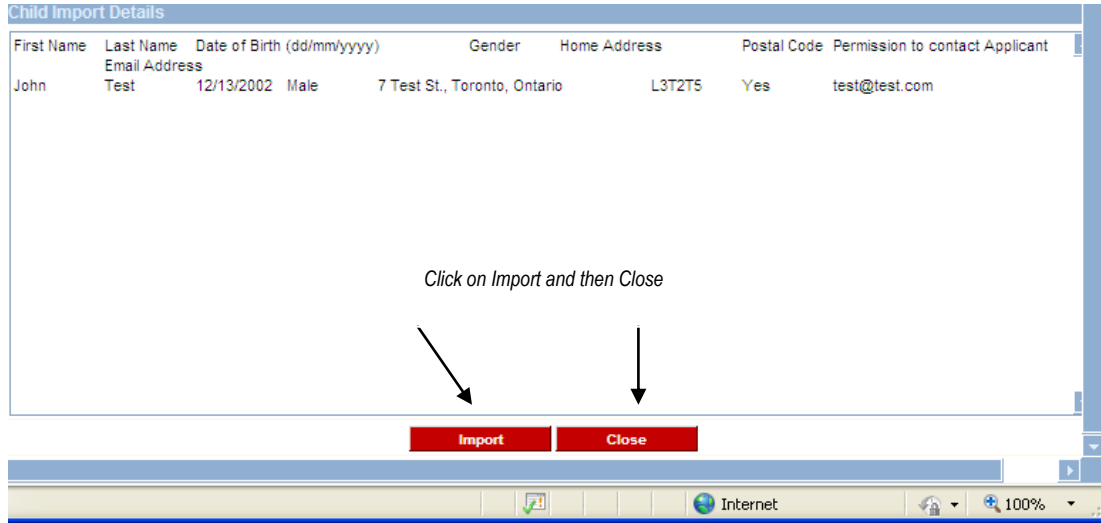 Child Import Details
First Name Last Name Date of Birth (dd/mm/yyyy) Gender Home Address Postal Code Permission to contact Applicant
Email Address
John Test 12/13/2002 Male 7 Test St., Toronto, Ontario L3T2T5 Yes test@test.com
Click on Import and then Close
Import Close
Internet 100%